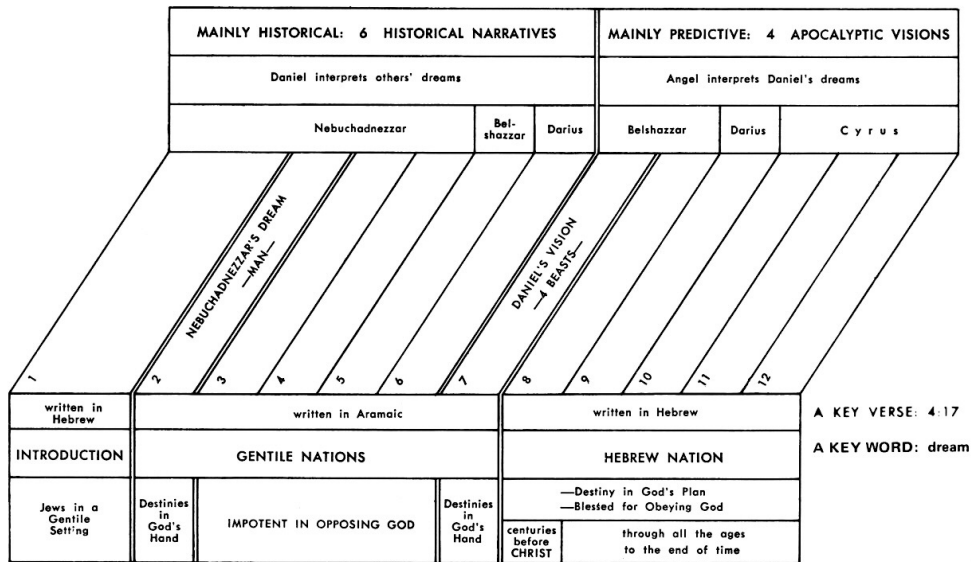 MAINLY HISTORICAL: 6 HISTORICAL NARRATIVES
MAINLY PREDICTIVE: 4 APOCALYPTIC VISIONS
Daniel interprets others' dreams
Angel interprets Daniel's dreams
Nebuchadnezzar
Bel-
shazzar
Darius
Belshazzar
Darius
Cyrus
NEBUCHADNEZZAR'S DREAM
—MAN—
DANIEL'S VISION
—4 BEASTS—
1
2
3
4
5
6
7
8
9
10
11
12
written in
Hebrew
written in Aramaic
written in Hebrew
A KEY VERSE: 4:17
INTRODUCTION
GENTILE NATIONS
HEBREW NATION
A KEY WORD: dream
Jews in a
Gentile
Setting
Destinies
in
God's
Hand
IMPOTENT IN OPPOSING GOD
Destinies
in
God's
Hand
—Destiny in God's Plan
—Blessed for Obeying God
centuries
before
CHRIST
through all the ages
to the end of time